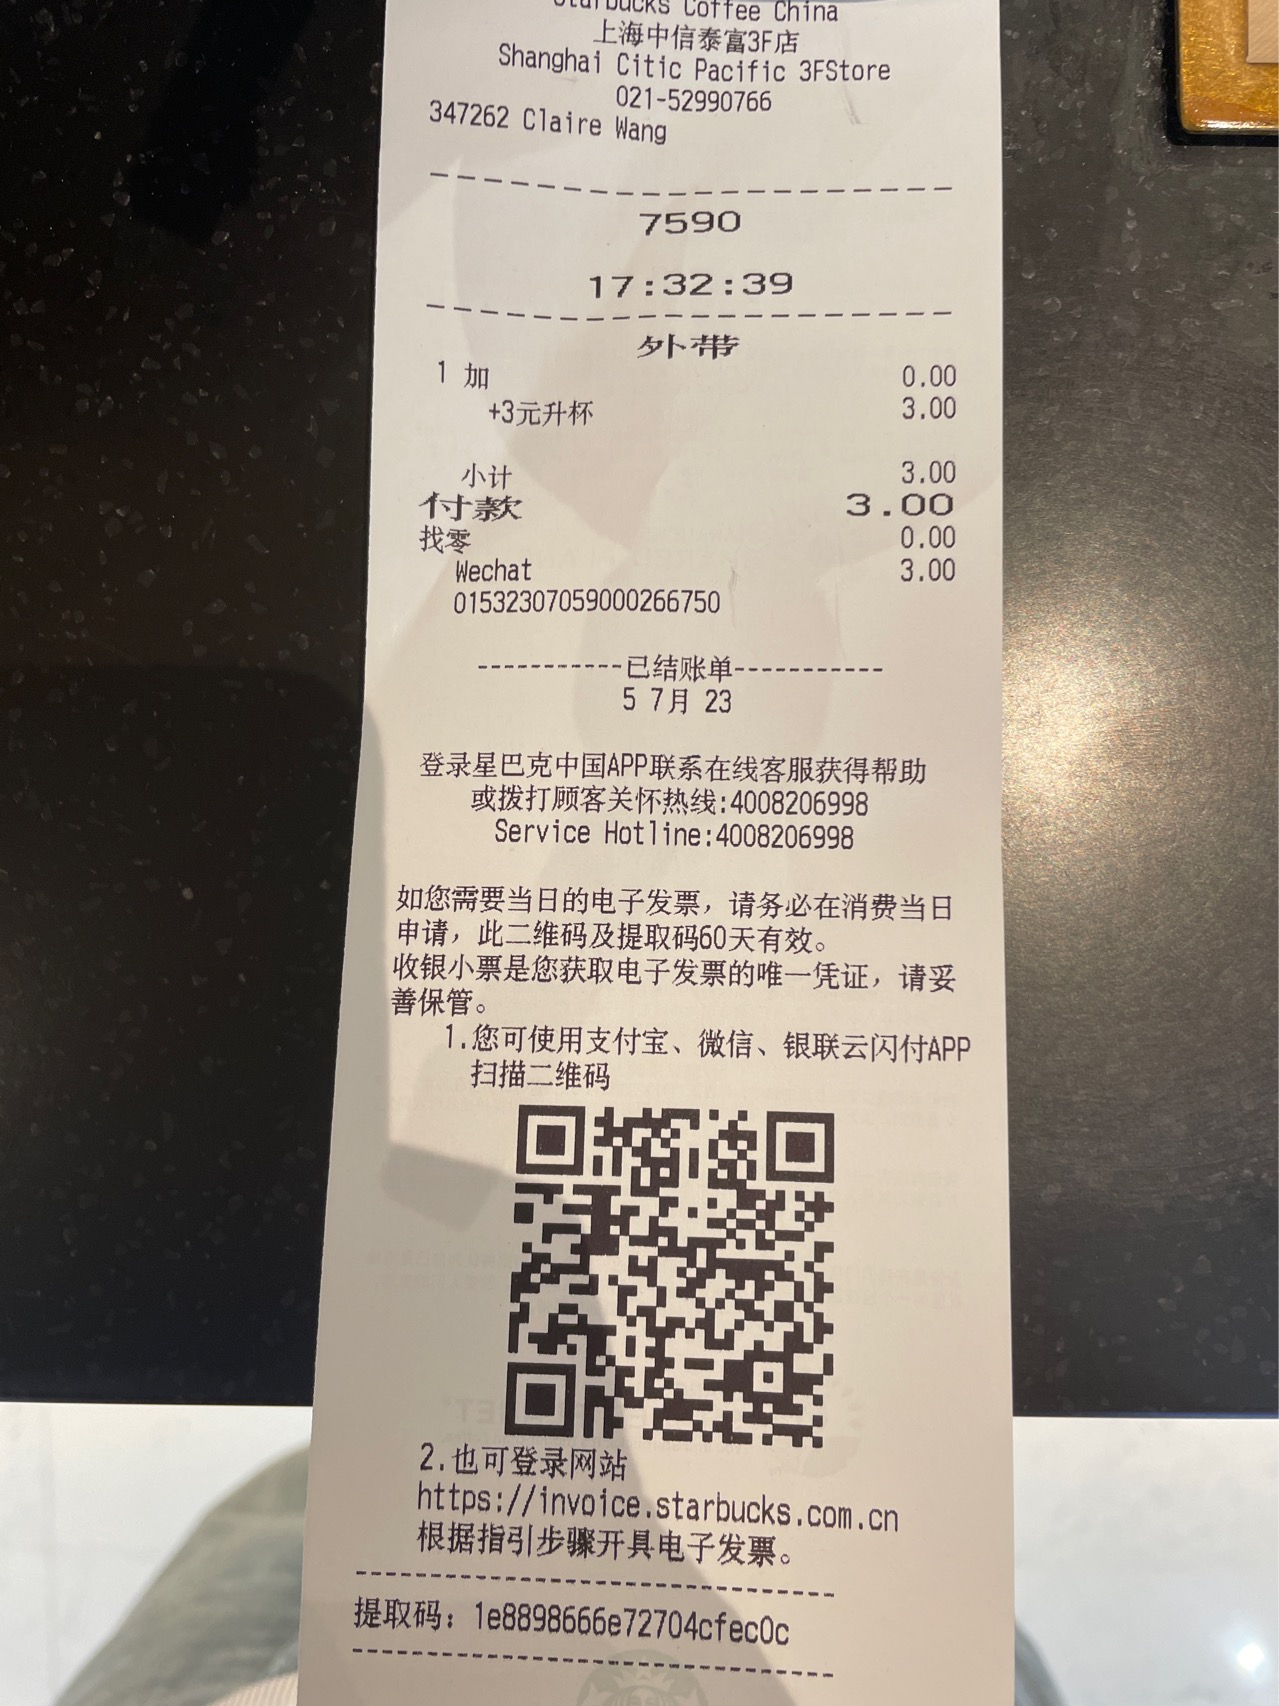 Starbucks Coffee China
上海中信泰富3F店
Shanghai Citic Pacific 3FStore
021-52990766
347262 Claire Wang
7590
17:32:39
外带
1 加 0.00
+3元升杯 3.00
小计 3.00
付款 3.00
找零 0.00
Wechat 3.00
01532307059000266750
-----------已结账单-----------
5 7月 23
登录星巴克中国APP联系在线客服获得帮助
或拨打顾客关怀热线:4008206998
Service Hotline:4008206998
如您需要当日的电子发票，请务必在消费当日
申请，此二维码及提取码60天有效。
收银小票是您获取电子发票的唯一凭证，请妥
善保管。
1.您可使用支付宝、微信、银联云闪付APP
扫描二维码
2.也可登录网站
https://invoice.starbucks.com.cn
根据指引步骤开具电子发票。
提取码：1e8898666e72704cfec0c